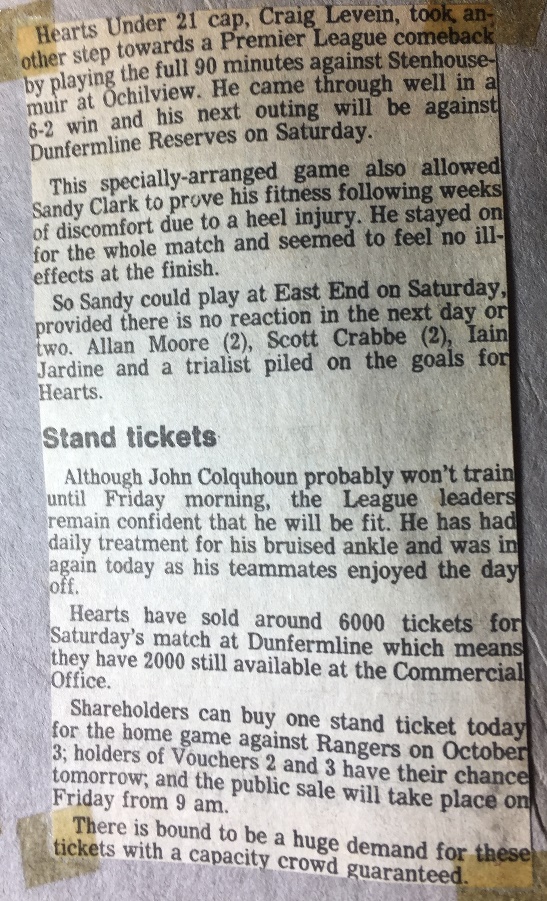 Hearts Under 21 cap, Craig Levein, took an-
other step towards a Premier League comeback
by playing the full 90 minutes against Stenhouse-
muir at Ochilview. He came through well in a
6-2 win and his next outing will be against
Dunfermline Reserves on Saturday.
This specially-arranged game also allowed
Sandy Clark to prove his fitness following weeks
of discomfort due to a heel injury. He stayed on
for the whole match and seemed to feel no ill-
effects at the finish.
So Sandy could play at East End on Saturday,
provided there is no reaction in the next day or
two. Allan Moore (2), Scott Crabbe (2), Iain
Jardine and a trialist piled on the goals for
Hearts.
Stand tickets
Although John Colquhoun probably won't train
until Friday morning, the League leaders
remain confident that he will be fit. He has had
daily treatment for his bruised ankle and was in
again today as his teammates enjoyed the day
off.
Hearts have sold around 6000 tickets for
Saturday's match at Dunfermline which means
they have 2000 still available at the Commercial
Office.
Shareholders can buy one stand ticket today
for the home game against Rangers on October
3; holders of Vouchers 2 and 3 have their chance
tomorrow; and the public sale will take place on
Friday from 9 am.
There is bound to be a huge demand for these
tickets with a capacity crowd guaranteed.